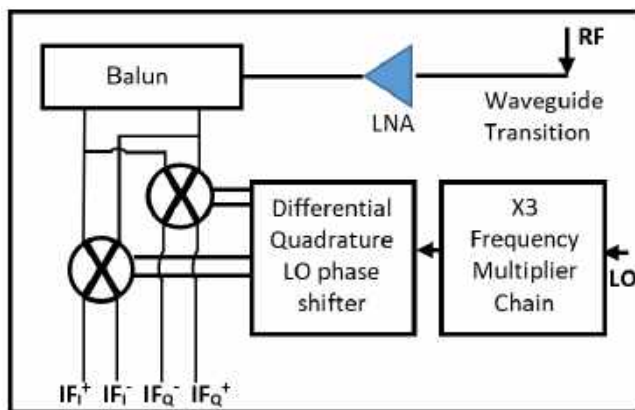 RF
Balun
LNA
Waveguide
Transition
Differential
Quadrature
LO phase
shifter
X3
Frequency
Multiplier
Chain
LO
IFI+ IFI- IFQ- IFQ+